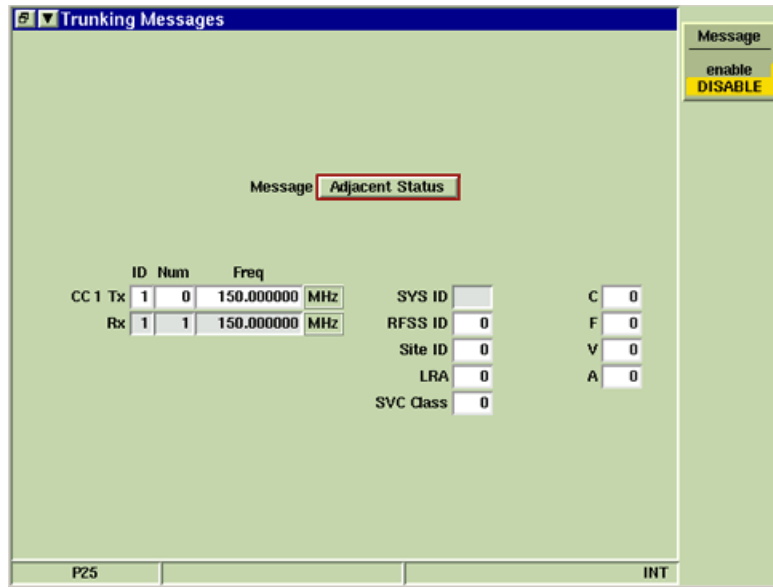 Trunking Messages
Message
enable
DISABLE
Message Adjacent Status
ID Num Freq
CC 1 Tx 1 0 150.000000 MHz SYS ID C 0
Rx 1 1 150.000000 MHz RFSS ID 0 F 0
Site ID 0 V 0
LRA 0 A 0
SVC Class 0
P25 INT